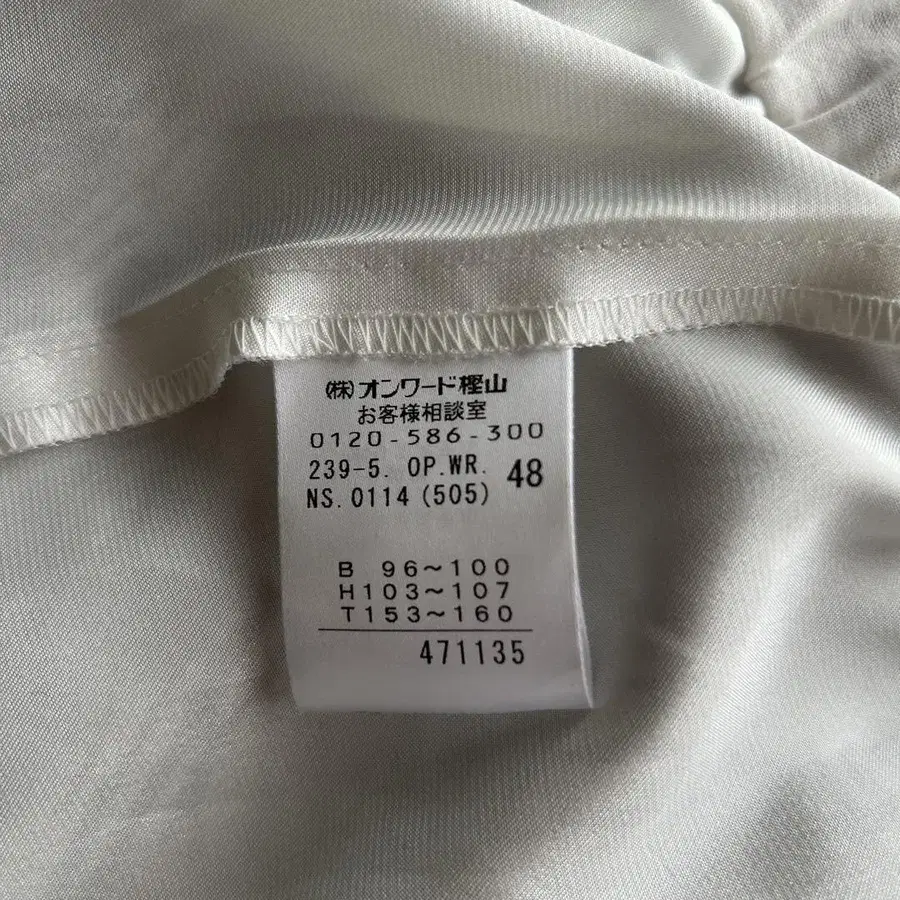 ㈱オンワード樫山
お客様相談室
0120-586-300
239-5. OP.WR. 48
NS.0114(505)
B 96～100
H103～107
T153～160
471135